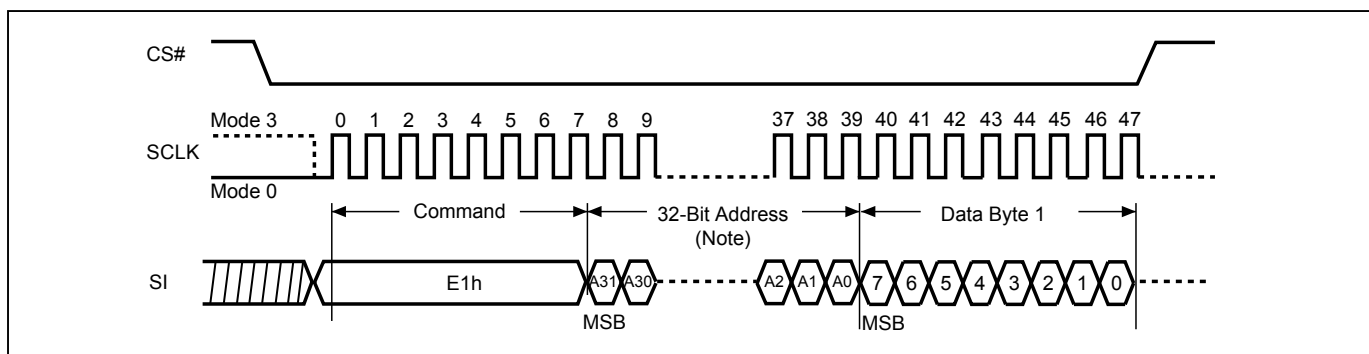 CS#
Mode 3
0 1 2 3 4 5 6 7 8 9 37 38 39 40 41 42 43 44 45 46 47
SCLK
Mode 0
Command
32-Bit Address
(Note)
Data Byte 1
SI
E1h A31 A30 A2 A1 A0 7 6 5 4 3 2 1 0
MSB MSB